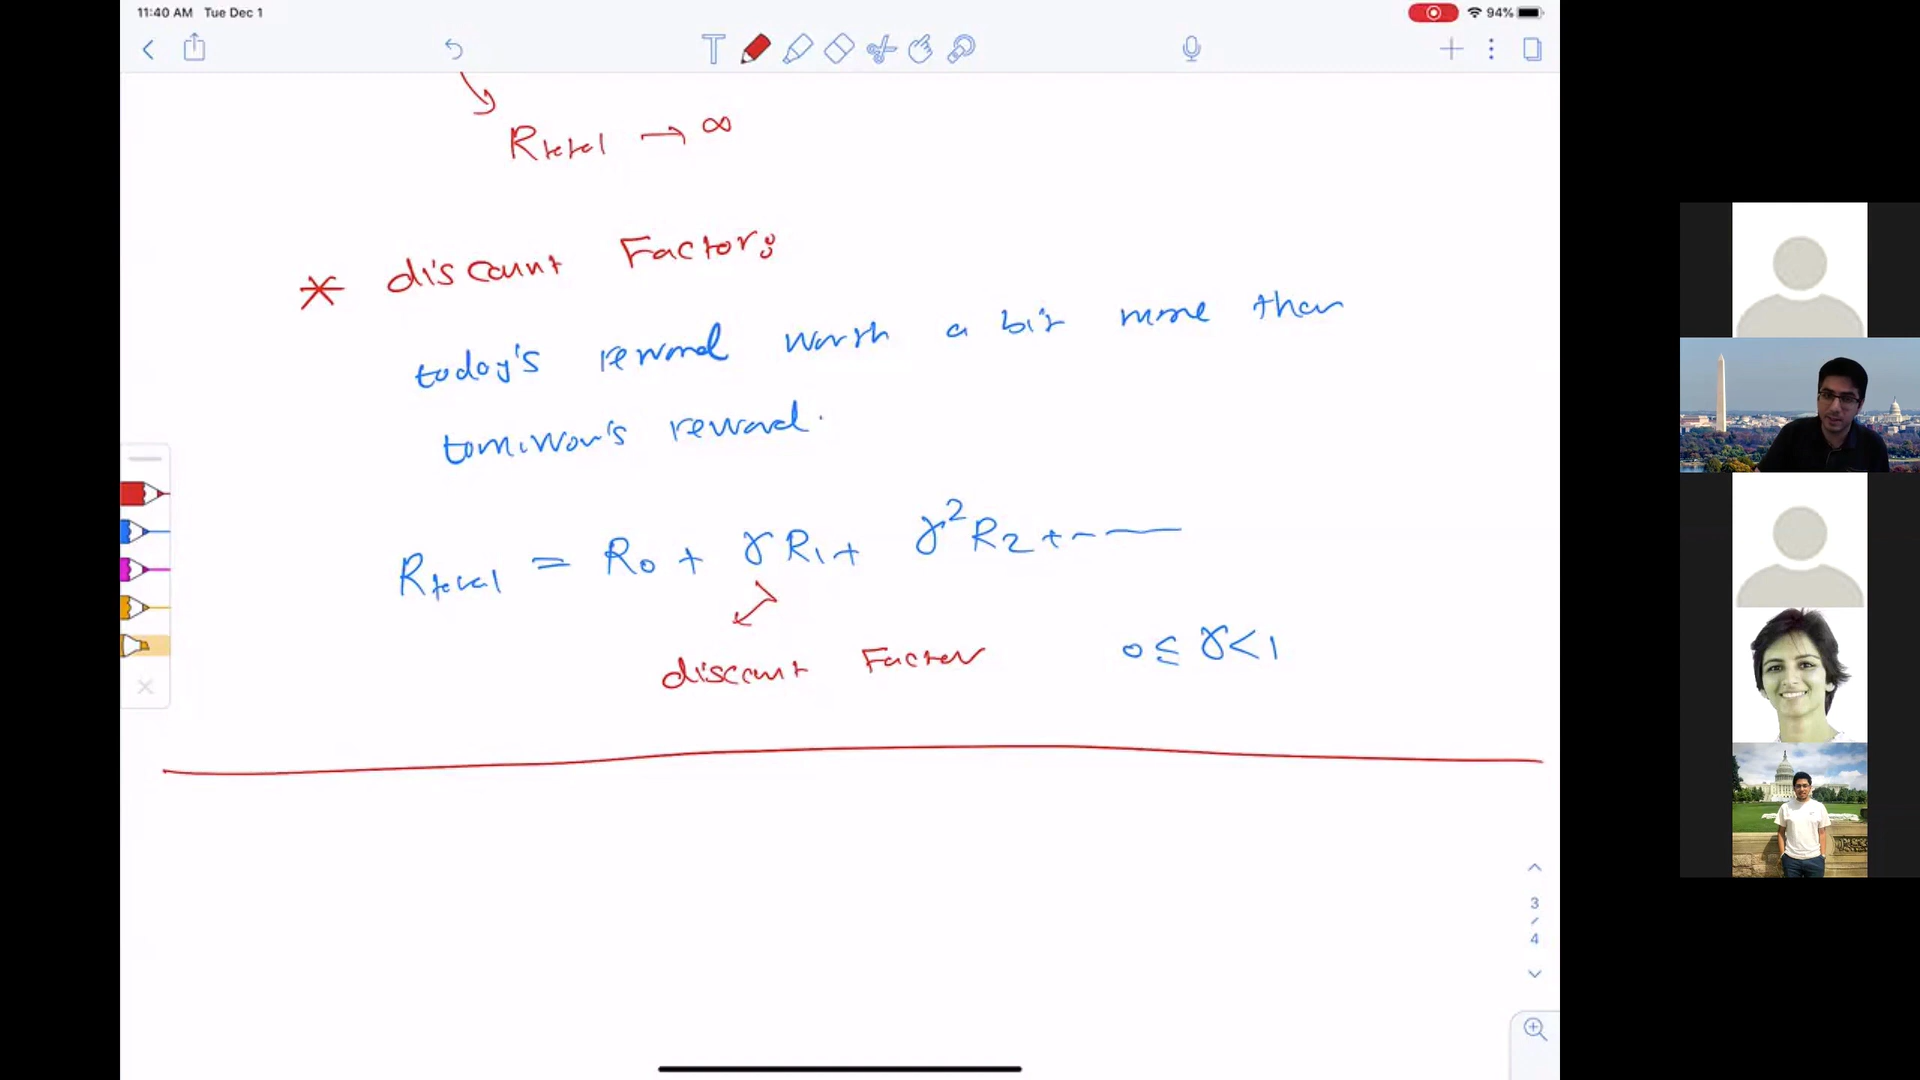 11:40 AM Tue Dec 1
94%
Rtotal → ∞
* discount Factor:
today's reward worth a bit more than
tomorrow's reward.
Rtotal = R0 + γR1 + γ²R2 + - —
discount Factor 0 ≤ γ < 1
3
/
4